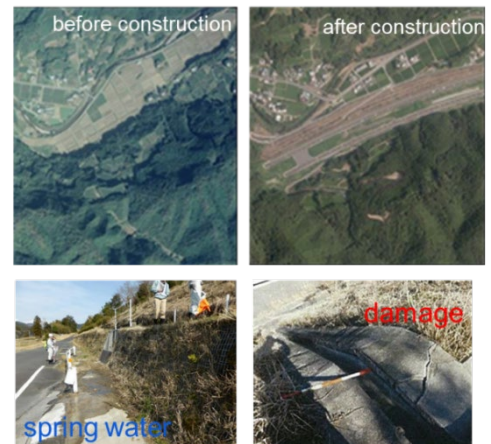 before construction
after construction
spring water
damage